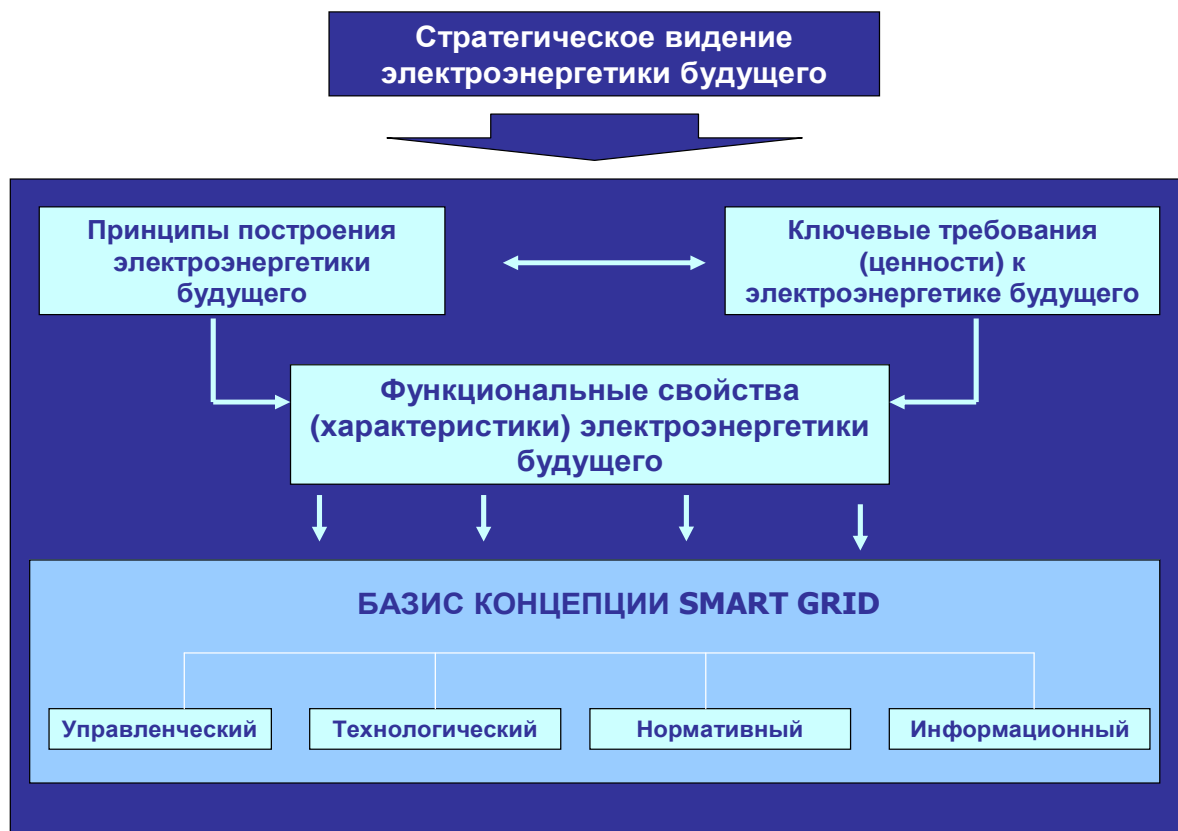 Стратегическое видение
электроэнергетики будущего
Принципы построения
электроэнергетики
будущего
Ключевые требования
(ценности) к
электроэнергетике будущего
Функциональные свойства
(характеристики) электроэнергетики
будущего
БАЗИС КОНЦЕПЦИИ SMART GRID
Управленческий
Технологический
Нормативный
Информационный